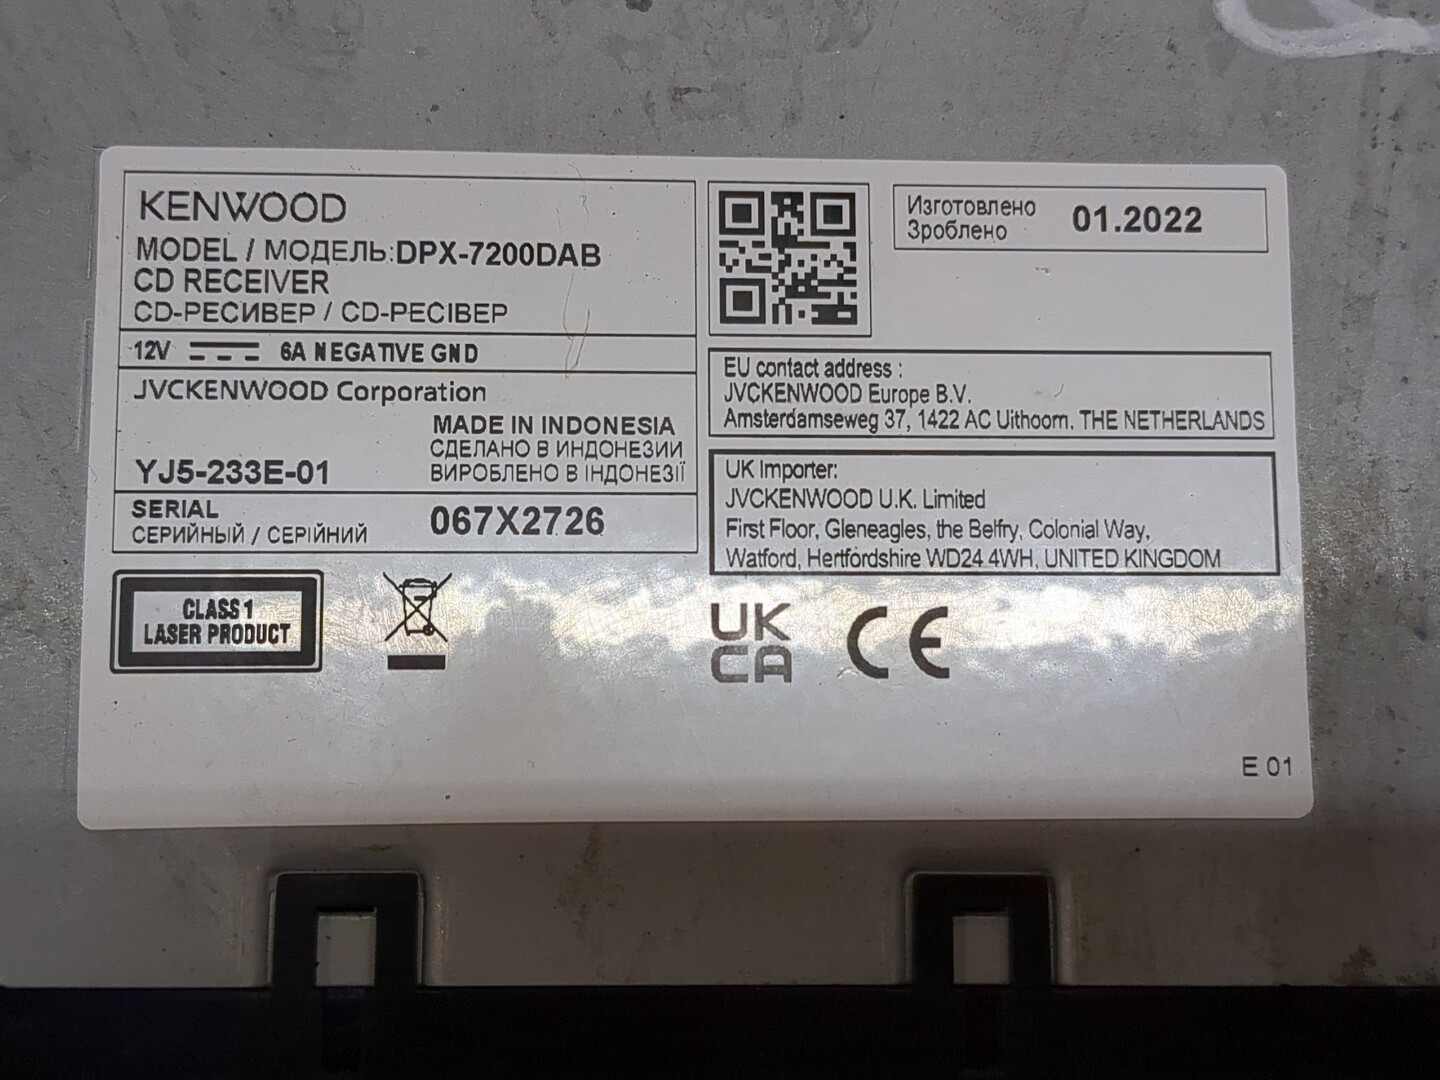 KENWOOD
MODEL / МОДЕЛЬ:DPX-7200DAB
CD RECEIVER
CD-РЕСИВЕР / CD-РЕСІВЕР
12V 6A NEGATIVE GND
JVCKENWOOD Corporation
MADE IN INDONESIA
СДЕЛАНО В ИНДОНЕЗИИ
YJ5-233E-01 ВИРОБЛЕНО В ІНДОНЕЗІЇ
SERIAL
СЕРИЙНЫЙ / СЕРІЙНИЙ 067X2726
CLASS 1
LASER PRODUCT
Изготовлено
Зроблено 01.2022
EU contact address :
JVCKENWOOD Europe B.V.
Amsterdamseweg 37, 1422 AC Uithoorn. THE NETHERLANDS
UK Importer:
JVCKENWOOD U.K. Limited
First Floor, Gleneagles, the Belfry, Colonial Way,
Watford, Hertfordshire WD24 4WH, UNITED KINGDOM
UK
CA CE
E 01